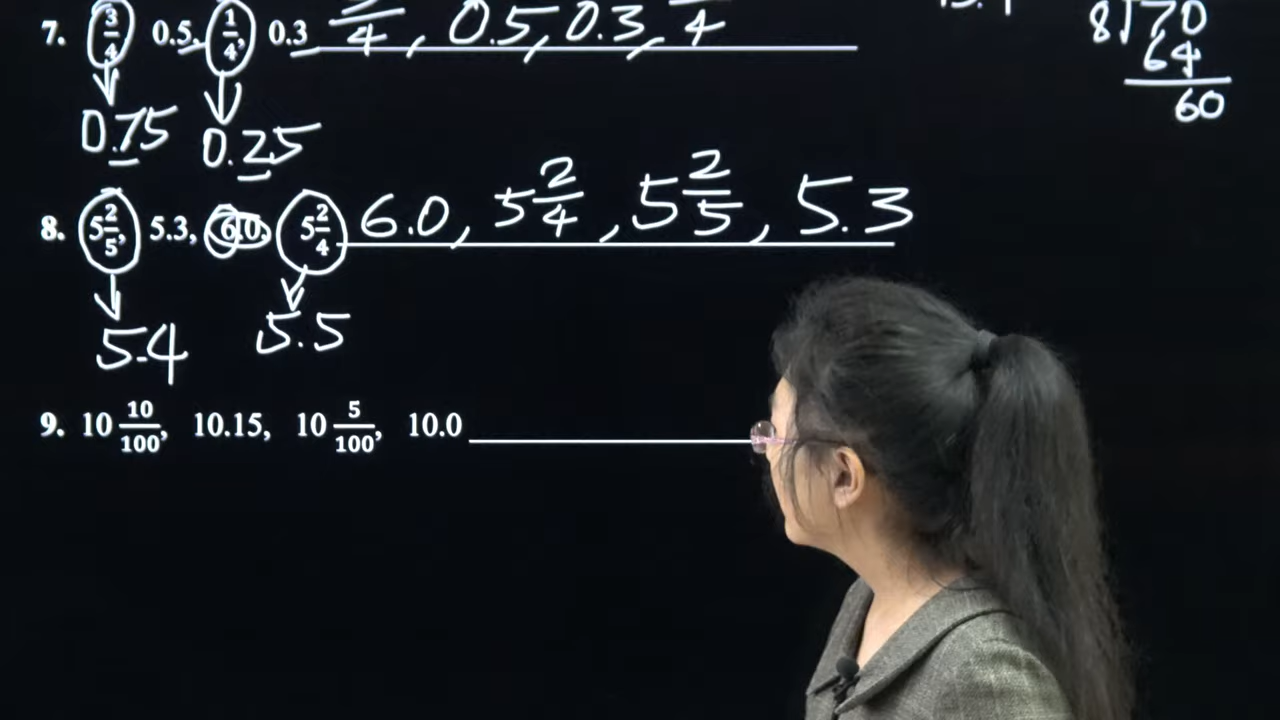 7. 3/4, 0.5, 1/4, 0.3 3/4, 0.5, 0.3, 1/4
0.75 0.25
8. 5 2/5, 5.3, 6.0, 5 2/4 6.0, 5 2/4, 5 2/5, 5.3
5.4 5.5
9. 10 10/100, 10.15, 10 5/100, 10.0
8⟌70
64
60